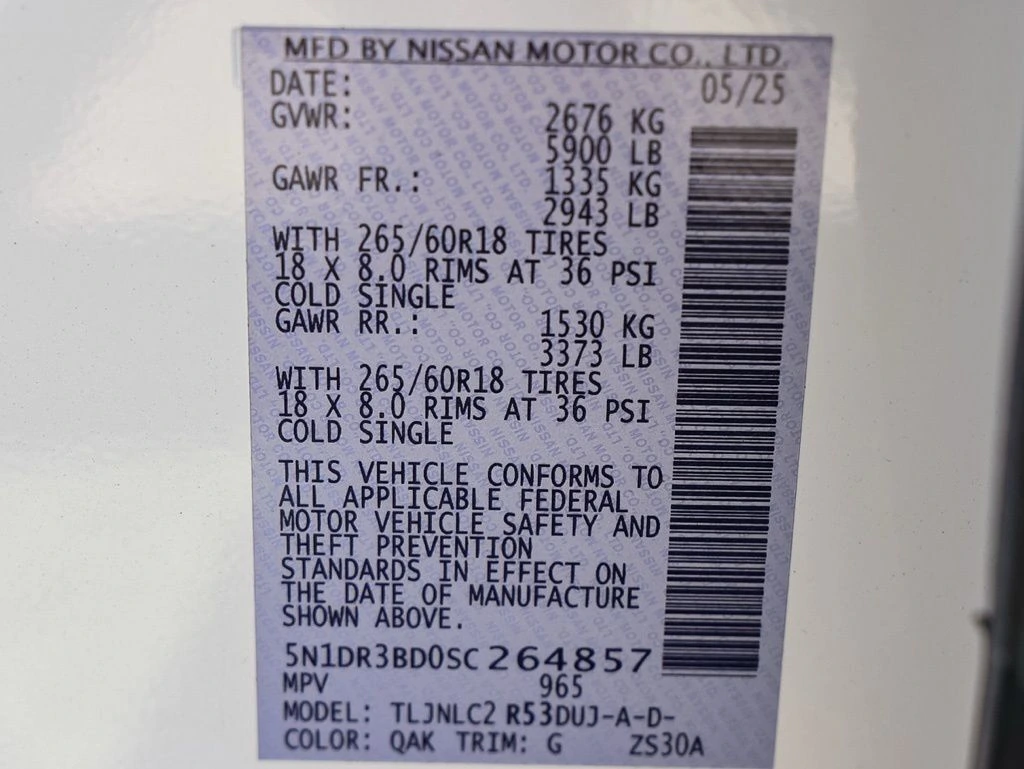 MFD BY NISSAN MOTOR CO., LTD.
DATE: 05/25
GVWR: 2676 KG
5900 LB
GAWR FR.: 1335 KG
2943 LB
WITH 265/60R18 TIRES
18 X 8.0 RIMS AT 36 PSI
COLD SINGLE
GAWR RR.: 1530 KG
3373 LB
WITH 265/60R18 TIRES
18 X 8.0 RIMS AT 36 PSI
COLD SINGLE
THIS VEHICLE CONFORMS TO
ALL APPLICABLE FEDERAL
MOTOR VEHICLE SAFETY AND
THEFT PREVENTION
STANDARDS IN EFFECT ON
THE DATE OF MANUFACTURE
SHOWN ABOVE.
5N1DR3BD0SC264857
MPV 965
MODEL: TLJNLC2 R53DUJ-A-D-
COLOR: QAK TRIM: G ZS30A